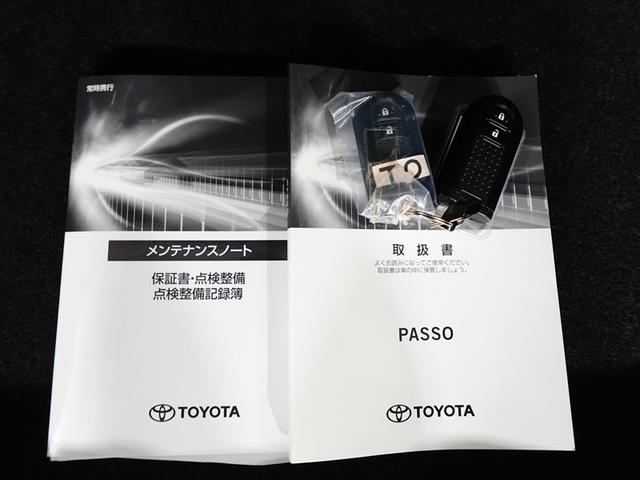 常時携行
メンテナンスノート
保証書・点検整備
点検整備記録簿
TOYOTA
取扱書
よくお読みになってご使用ください。
取扱書は車の中に保管しましょう。
PASSO
TOYOTA